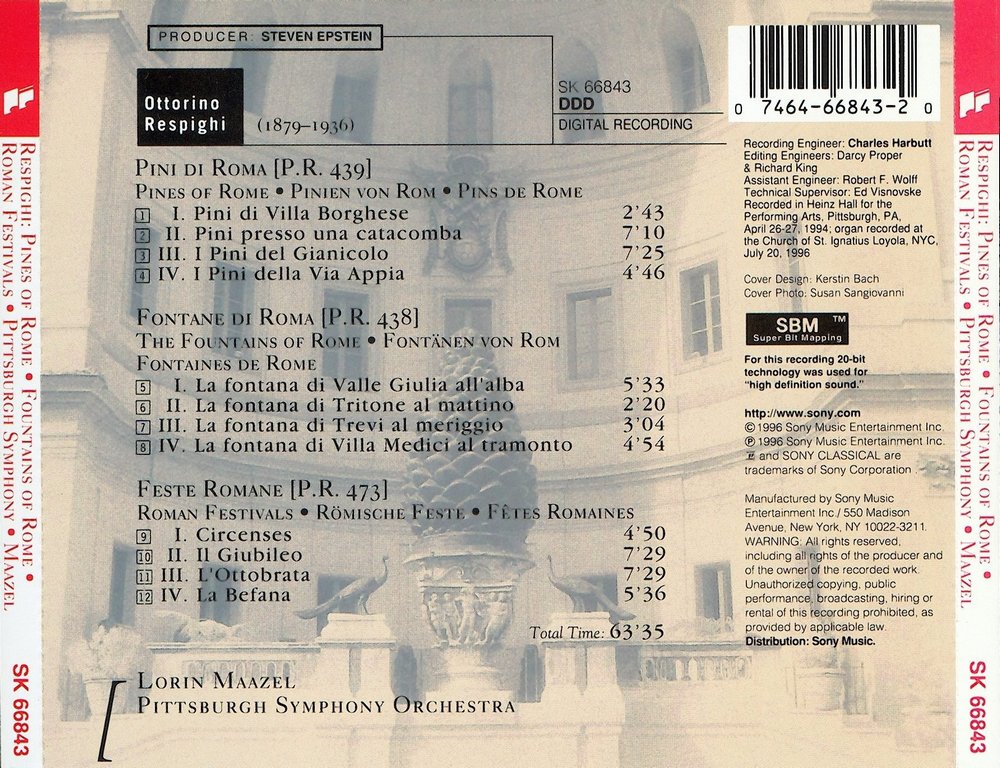 PRODUCER: STEVEN EPSTEIN
Ottorino
Respighi
(1879–1936)
SK 66843
DDD
DIGITAL RECORDING
PINI DI ROMA [P.R. 439]
PINES OF ROME • PINIEN VON ROM • PINS DE ROME
1 I. Pini di Villa Borghese 2'43
2 II. Pini presso una catacomba 7'10
3 III. I Pini del Gianicolo 7'25
4 IV. I Pini della Via Appia 4'46
FONTANE DI ROMA [P.R. 438]
THE FOUNTAINS OF ROME • FONTÄNEN VON ROM
FONTAINES DE ROME
5 I. La fontana di Valle Giulia all'alba 5'33
6 II. La fontana di Tritone al mattino 2'20
7 III. La fontana di Trevi al meriggio 3'04
8 IV. La fontana di Villa Medici al tramonto 4'54
FESTE ROMANE [P.R. 473]
ROMAN FESTIVALS • RÖMISCHE FESTE • FÊTES ROMAINES
9 I. Circenses 4'50
10 II. Il Giubileo 7'29
11 III. L'Ottobrata 7'29
12 IV. La Befana 5'36
Total Time: 63'35
LORIN MAAZEL
PITTSBURGH SYMPHONY ORCHESTRA
0 7464-66843-2 0
Recording Engineer: Charles Harbutt
Editing Engineers: Darcy Proper
& Richard King
Assistant Engineer: Robert F. Wolff
Technical Supervisor: Ed Visnovske
Recorded in Heinz Hall for the
Performing Arts, Pittsburgh, PA,
April 26-27, 1994; organ recorded at
the Church of St. Ignatius Loyola, NYC,
July 20, 1996
Cover Design: Kerstin Bach
Cover Photo: Susan Sangiovanni
SBM TM
Super Bit Mapping
For this recording 20-bit
technology was used for
"high definition sound."
http://www.sony.com
© 1996 Sony Music Entertainment Inc.
℗ 1996 Sony Music Entertainment Inc.
and SONY CLASSICAL are
trademarks of Sony Corporation.
Manufactured by Sony Music
Entertainment Inc./ 550 Madison
Avenue, New York, NY 10022-3211.
WARNING: All rights reserved,
including all rights of the producer and
of the owner of the recorded work.
Unauthorized copying, public
performance, broadcasting, hiring or
rental of this recording prohibited, as
provided by applicable law.
Distribution: Sony Music.
RESPIGHI: PINES OF ROME • FOUNTAINS OF ROME •
ROMAN FESTIVALS • PITTSBURGH SYMPHONY • MAAZEL
SK 66843
RESPIGHI: PINES OF ROME • FOUNTAINS OF ROME •
ROMAN FESTIVALS • PITTSBURGH SYMPHONY • MAAZEL
SK 66843